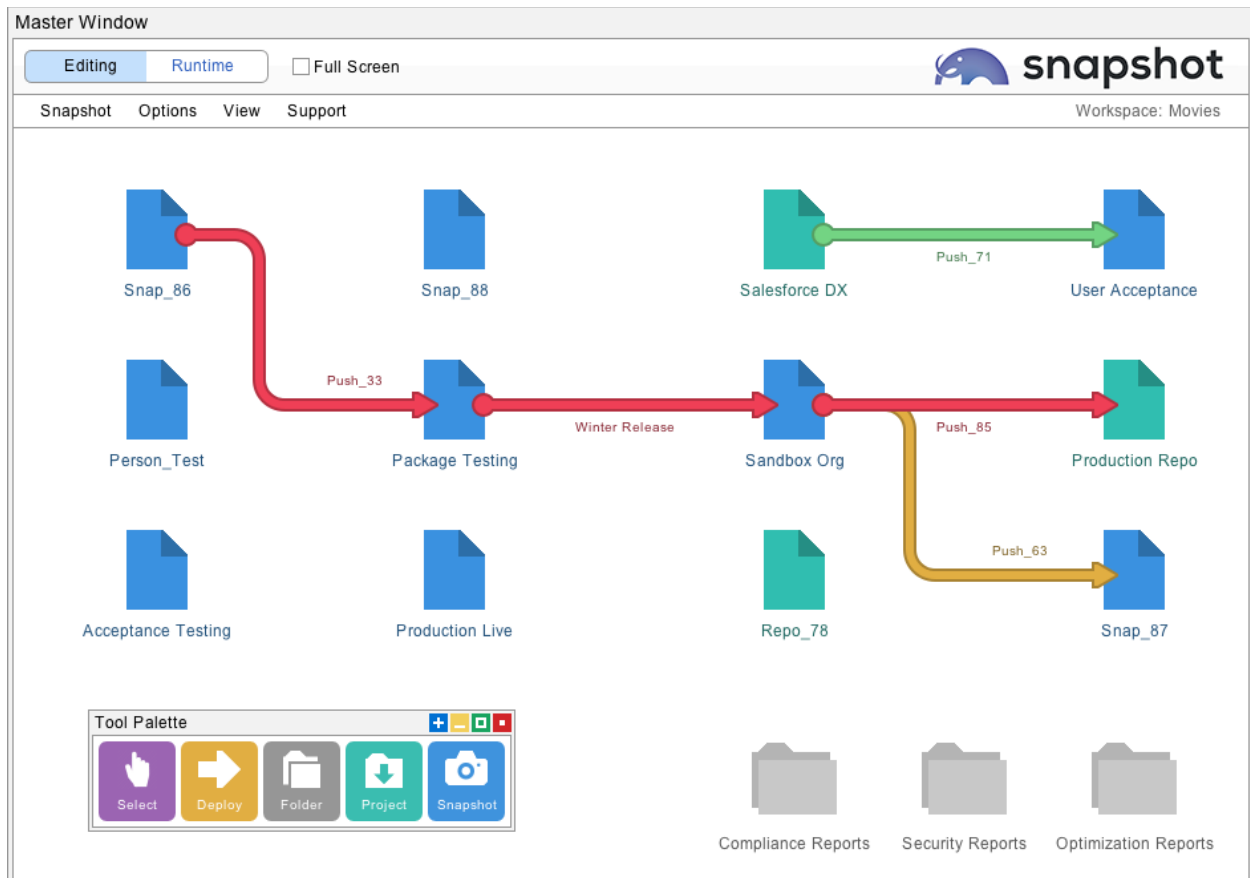 Master Window
Editing
Runtime
Full Screen
snapshot
Snapshot
Options
View
Support
Workspace: Movies
Push_71
Snap_86
Snap_88
Salesforce DX
User Acceptance
Push_33
Winter Release
Push_85
Person_Test
Package Testing
Sandbox Org
Production Repo
Push_63
Acceptance Testing
Production Live
Repo_78
Snap_87
Tool Palette
Select
Deploy
Folder
Project
Snapshot
Compliance Reports
Security Reports
Optimization Reports